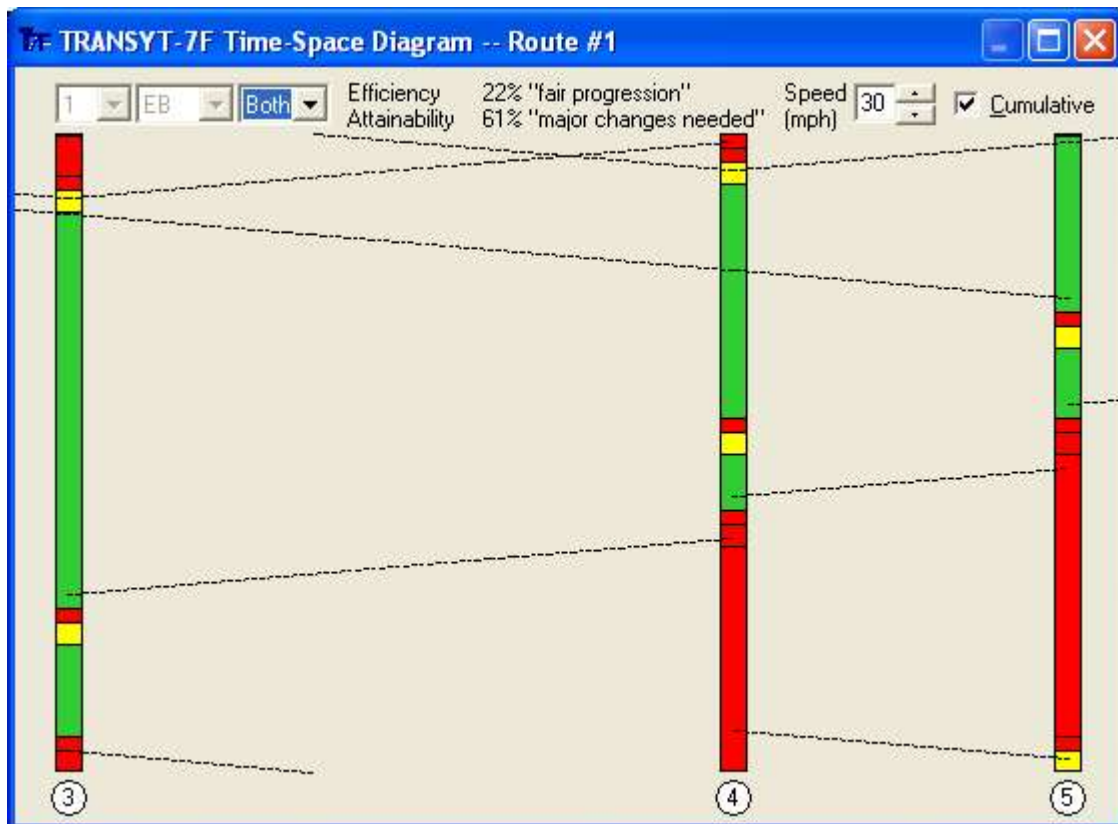 TRANSYT-7F Time-Space Diagram -- Route #1
1 EB Both Efficiency 22% "fair progression" Speed 30 Cumulative
Attainability 61% "major changes needed" (mph)
3 4 5